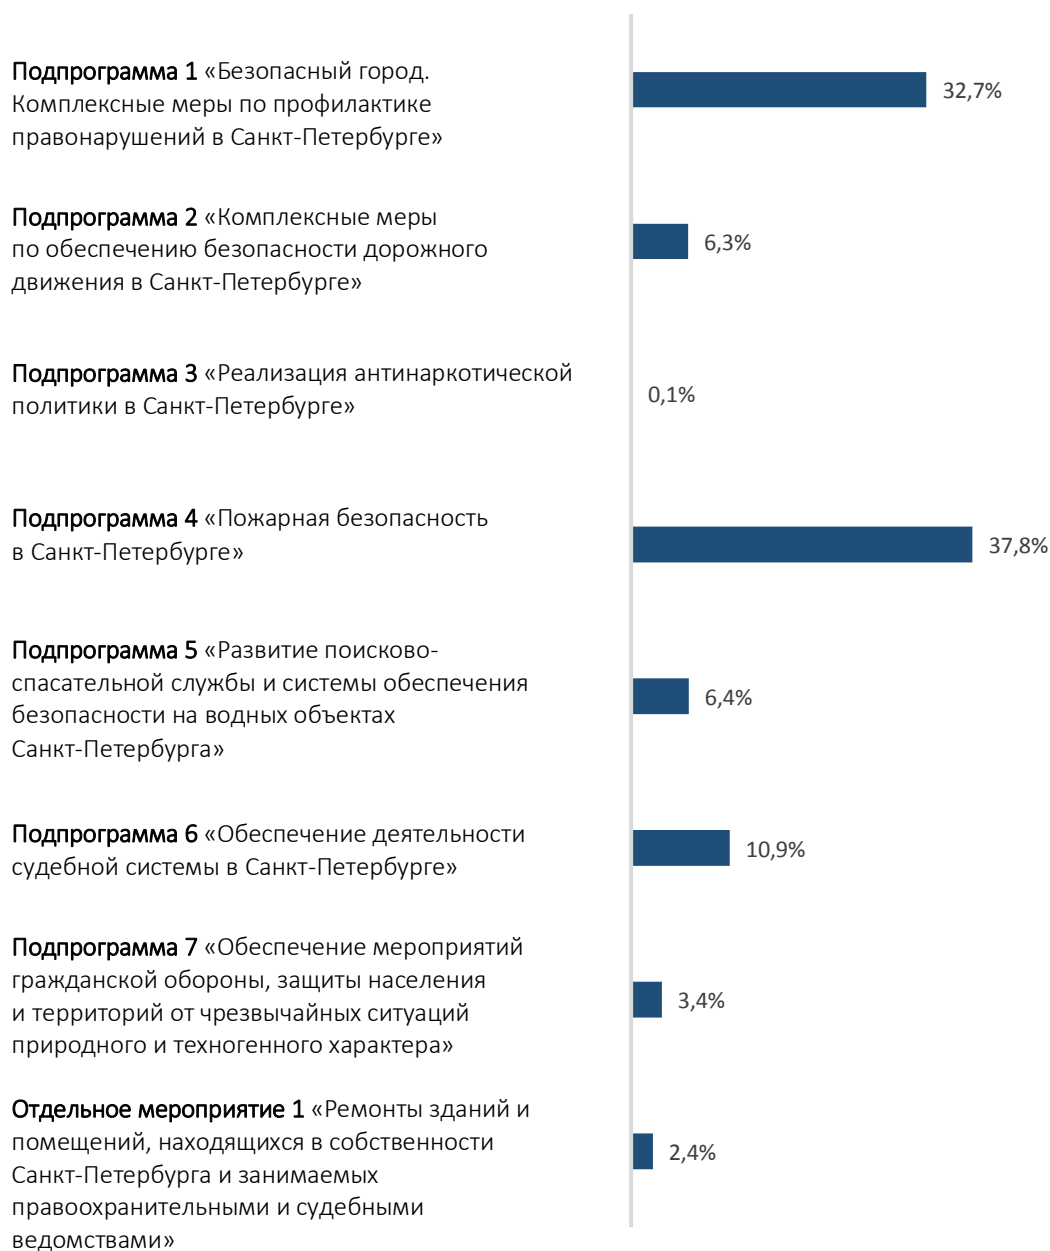 Подпрограмма 1 «Безопасный город.
Комплексные меры по профилактике
правонарушений в Санкт-Петербурге»
32,7%
Подпрограмма 2 «Комплексные меры
по обеспечению безопасности дорожного
движения в Санкт-Петербурге»
6,3%
Подпрограмма 3 «Реализация антинаркотической
политики в Санкт-Петербурге»
0,1%
Подпрограмма 4 «Пожарная безопасность
в Санкт-Петербурге»
37,8%
Подпрограмма 5 «Развитие поисково-
спасательной службы и системы обеспечения
безопасности на водных объектах
Санкт-Петербурга»
6,4%
Подпрограмма 6 «Обеспечение деятельности
судебной системы в Санкт-Петербурге»
10,9%
Подпрограмма 7 «Обеспечение мероприятий
гражданской обороны, защиты населения
и территорий от чрезвычайных ситуаций
природного и техногенного характера»
3,4%
Отдельное мероприятие 1 «Ремонты зданий и
помещений, находящихся в собственности
Санкт-Петербурга и занимаемых
правоохранительными и судебными
ведомствами»
2,4%